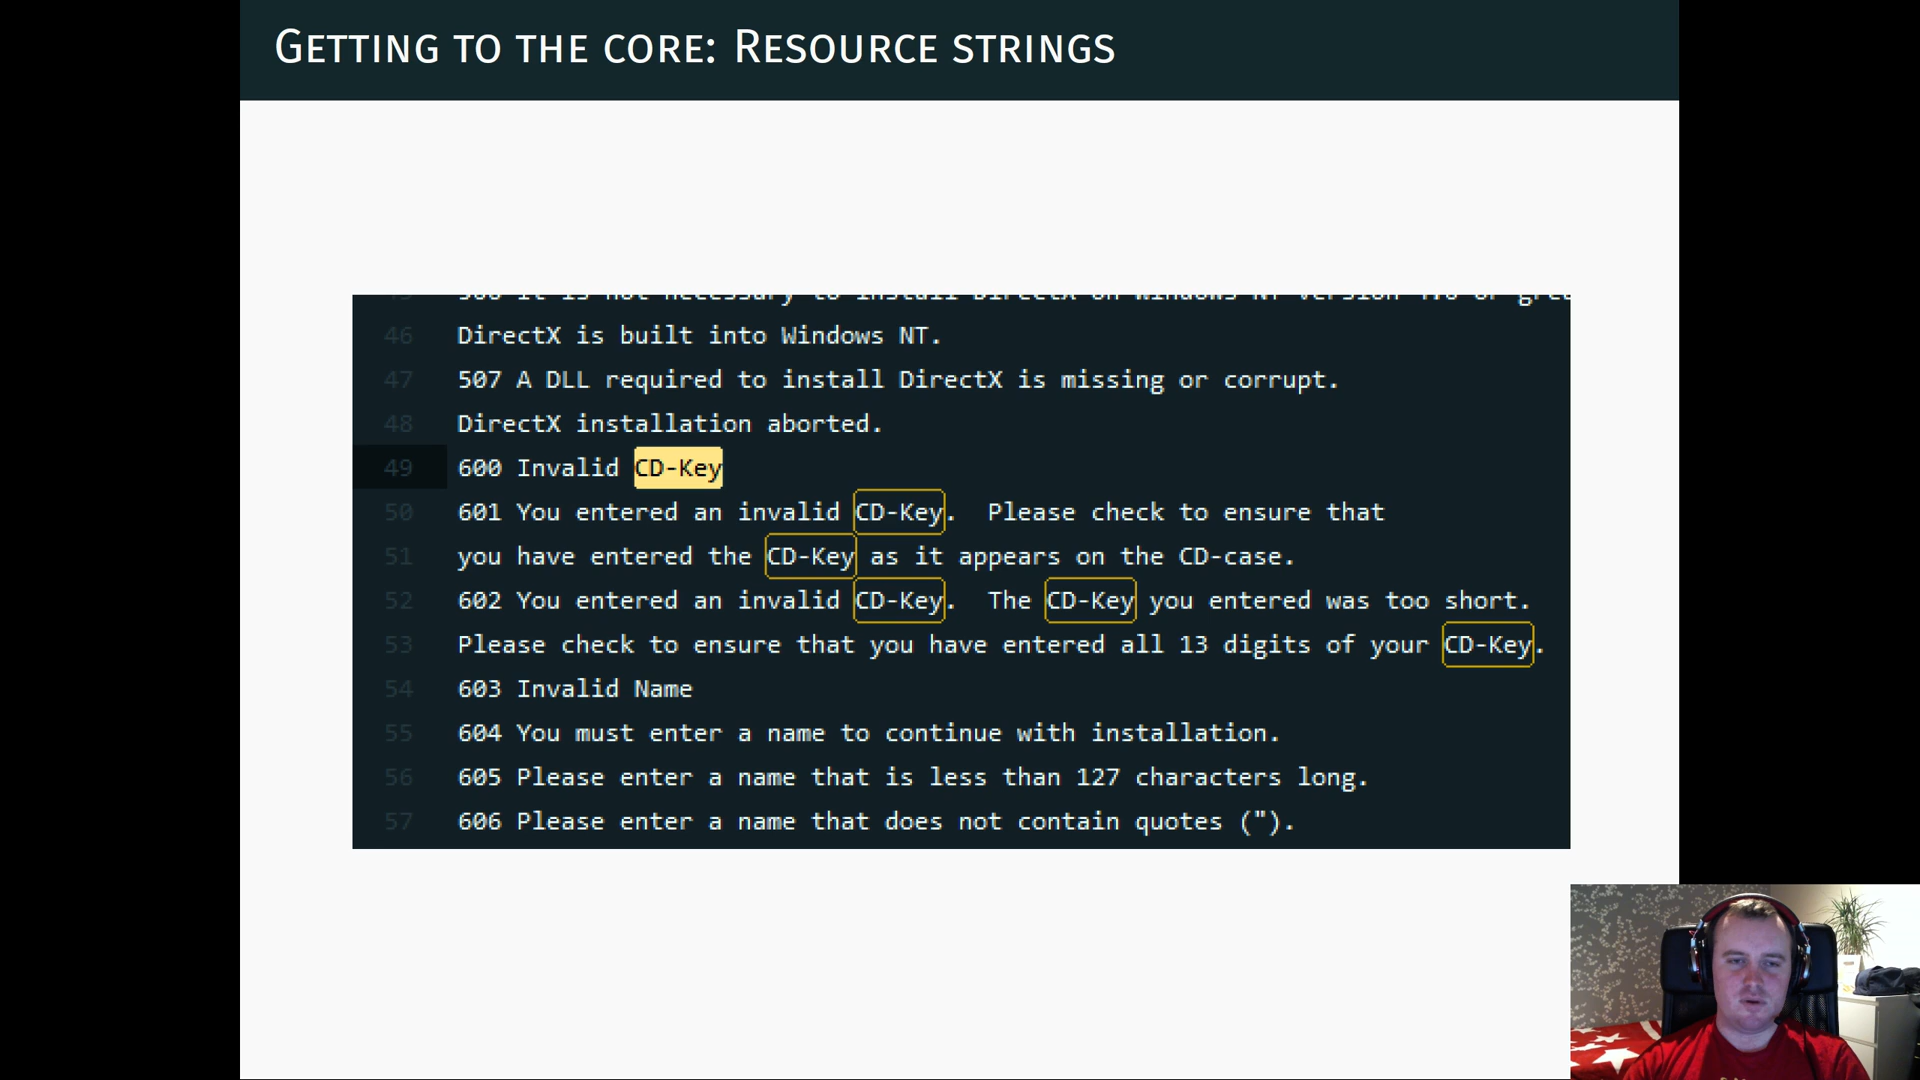 Getting to the core: Resource strings
46 DirectX is built into Windows NT.
47 507 A DLL required to install DirectX is missing or corrupt.
48 DirectX installation aborted.
49 600 Invalid CD-Key
50 601 You entered an invalid CD-Key.  Please check to ensure that
51 you have entered the CD-Key as it appears on the CD-case.
52 602 You entered an invalid CD-Key.  The CD-Key you entered was too short.
53 Please check to ensure that you have entered all 13 digits of your CD-Key.
54 603 Invalid Name
55 604 You must enter a name to continue with installation.
56 605 Please enter a name that is less than 127 characters long.
57 606 Please enter a name that does not contain quotes (").